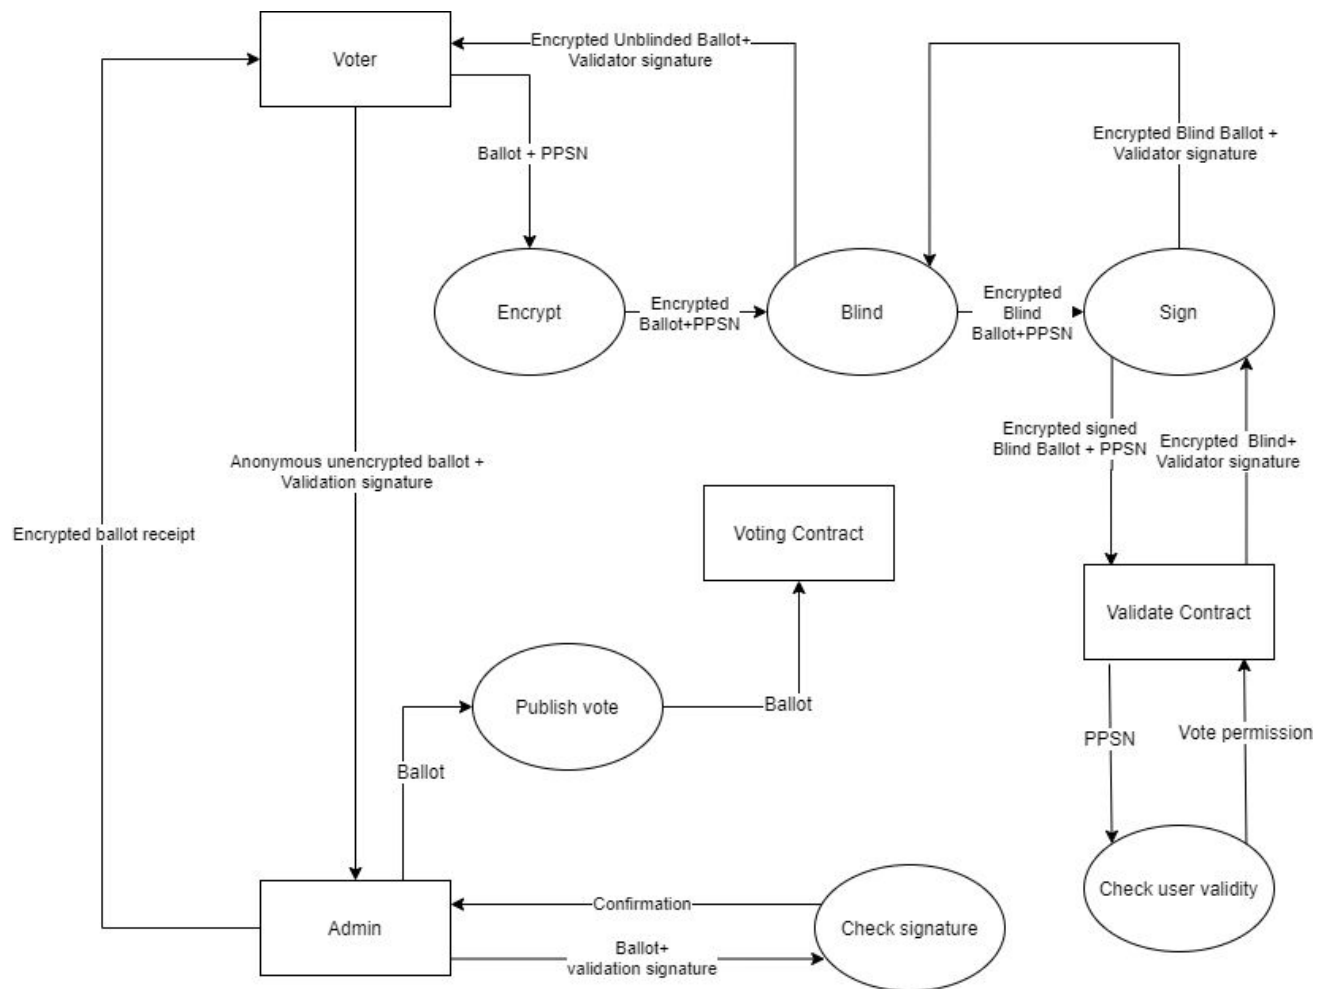 Voter
Encrypted Unblinded Ballot+
Validator signature
Ballot + PPSN
Encrypted Blind Ballot +
Validator signature
Encrypt
Encrypted
Ballot+PPSN
Blind
Encrypted
Blind
Ballot+PPSN
Sign
Encrypted signed
Blind Ballot + PPSN
Encrypted Blind+
Validator signature
Anonymous unencrypted ballot +
Validation signature
Encrypted ballot receipt
Voting Contract
Validate Contract
Publish vote
Ballot
Ballot
PPSN
Vote permission
Check user validity
Admin
Confirmation
Ballot+
validation signature
Check signature